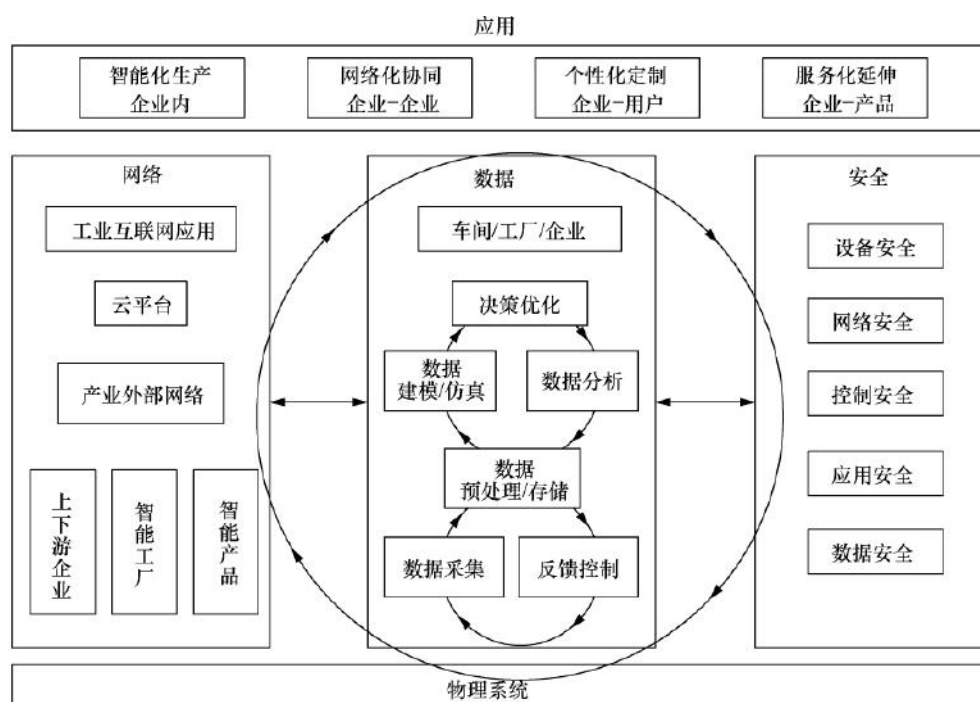 应用
智能化生产
企业内
网络化协同
企业-企业
个性化定制
企业-用户
服务化延伸
企业-产品
网络
工业互联网应用
云平台
产业外部网络
上下游企业
智能工厂
智能产品
数据
车间/工厂/企业
决策优化
数据
建模/仿真
数据分析
数据
预处理/存储
数据采集
反馈控制
安全
设备安全
网络安全
控制安全
应用安全
数据安全
物理系统